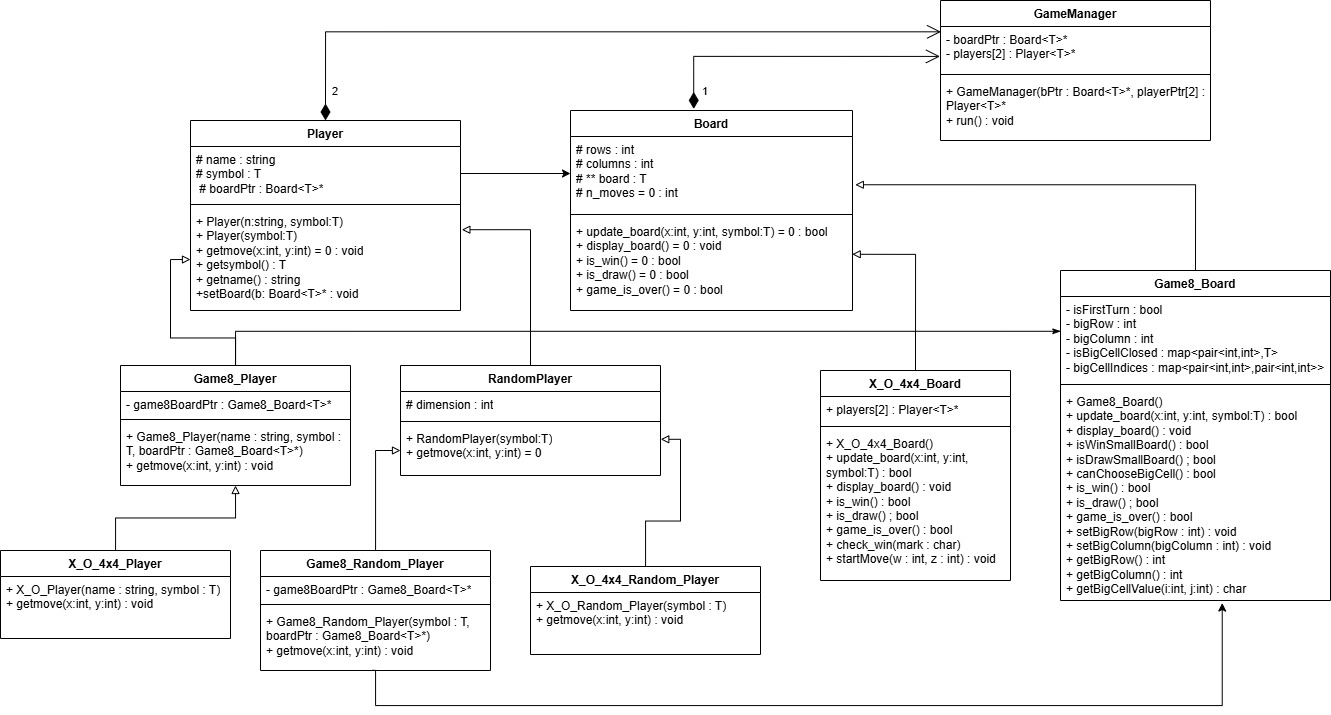 GameManager
- boardPtr : Board<T>*
- players[2] : Player<T>*
+ GameManager(bPtr : Board<T>*, playerPtr[2] :
Player<T>*
+ run() : void
2
1
Player
# name : string
# symbol : T
# boardPtr : Board<T>*
+ Player(n:string, symbol:T)
+ Player(symbol:T)
+ getmove(x:int, y:int) = 0 : void
+ getsymbol() : T
+ getname() : string
+setBoard(b: Board<T>* : void
Board
# rows : int
# columns : int
# ** board : T
# n_moves = 0 : int
+ update_board(x:int, y:int, symbol:T) = 0 : bool
+ display_board() = 0 : void
+ is_win() = 0 : bool
+ is_draw() = 0 : bool
+ game_is_over() = 0 : bool
Game8_Board
- isFirstTurn : bool
- bigRow : int
- bigColumn : int
- isBigCellClosed : map<pair<int,int>,T>
- bigCellIndices : map<pair<int,int>,pair<int,int>>
+ Game8_Board()
+ update_board(x:int, y:int, symbol:T) : bool
+ display_board() : void
+ isWinSmallBoard() : bool
+ isDrawSmallBoard() ; bool
+ canChooseBigCell() : bool
+ is_win() : bool
+ is_draw() ; bool
+ game_is_over() : bool
+ setBigRow(bigRow : int) : void
+ setBigColumn(bigColumn : int) : void
+ getBigRow() : int
+ getBigColumn() : int
+ getBigCellValue(i:int, j:int) : char
Game8_Player
- game8BoardPtr : Game8_Board<T>*
+ Game8_Player(name : string, symbol :
T, boardPtr : Game8_Board<T>*)
+ getmove(x:int, y:int) : void
RandomPlayer
# dimension : int
+ RandomPlayer(symbol:T)
+ getmove(x:int, y:int) = 0
X_O_4x4_Board
+ players[2] : Player<T>*
+ X_O_4x4_Board()
+ update_board(x:int, y:int,
symbol:T) : bool
+ display_board() : void
+ is_win() : bool
+ is_draw() ; bool
+ game_is_over() : bool
+ check_win(mark : char)
+ startMove(w : int, z : int) : void
X_O_4x4_Player
+ X_O_Player(name : string, symbol : T)
+ getmove(x:int, y:int) : void
Game8_Random_Player
- game8BoardPtr : Game8_Board<T>*
+ Game8_Random_Player(symbol : T,
boardPtr : Game8_Board<T>*)
+ getmove(x:int, y:int) : void
X_O_4x4_Random_Player
+ X_O_Random_Player(symbol : T)
+ getmove(x:int, y:int) : void